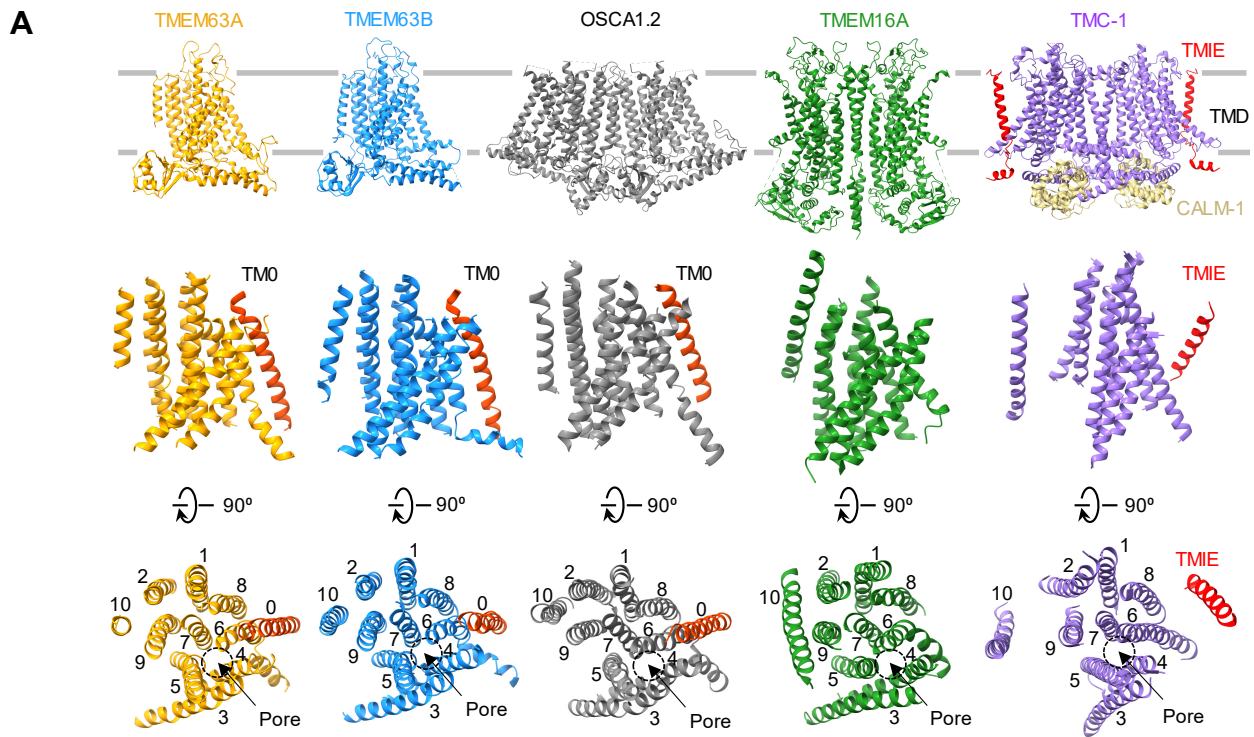 A
TMEM63A TMEM63B OSCA1.2 TMEM16A TMC-1
TMIE
TMD
CALM-1
TM0 TM0 TM0 TMIE
90º 90º 90º 90º 90º
1 2 8 10 0 6 7 4 9 5 3 Pore
1 2 8 10 0 6 7 4 9 5 3 Pore
1 2 8 10 0 6 7 4 9 5 3 Pore
1 2 8 10 6 7 4 9 5 3 Pore
1 2 8 TMIE 10 6 7 9 4 5 3 Pore